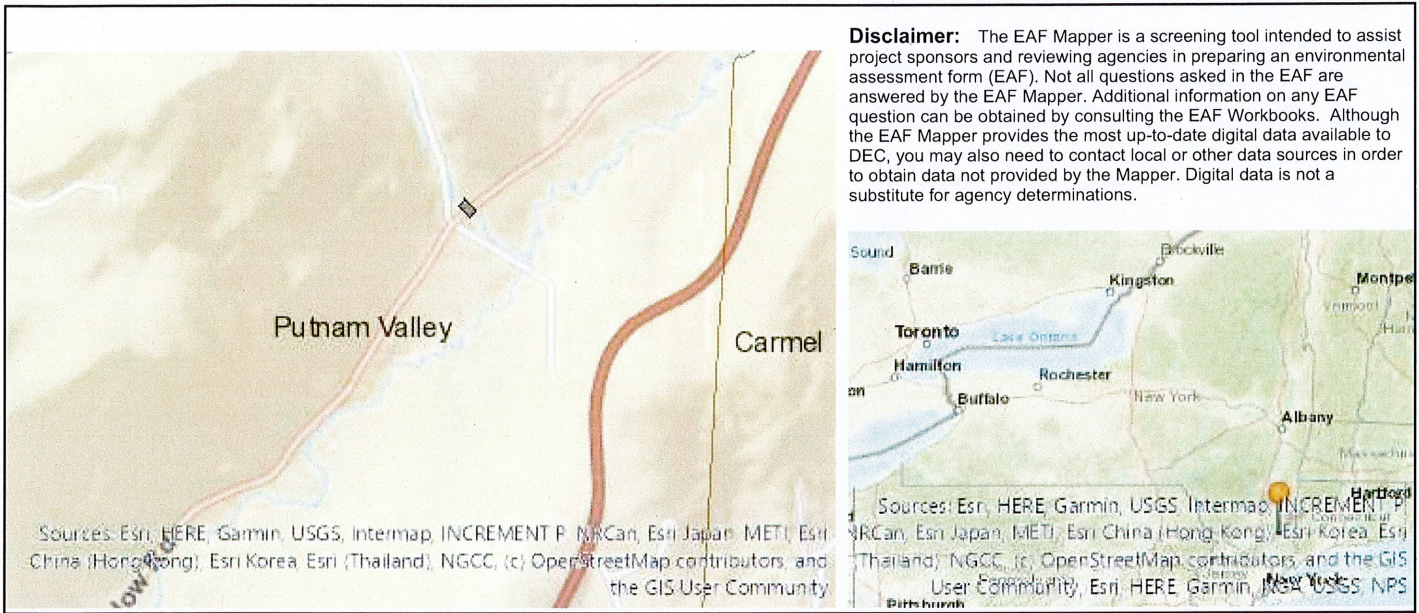 Disclaimer: The EAF Mapper is a screening tool intended to assist
project sponsors and reviewing agencies in preparing an environmental
assessment form (EAF). Not all questions asked in the EAF are
answered by the EAF Mapper. Additional information on any EAF
question can be obtained by consulting the EAF Workbooks. Although
the EAF Mapper provides the most up-to-date digital data available to
DEC, you may also need to contact local or other data sources in order
to obtain data not provided by the Mapper. Digital data is not a
substitute for agency determinations.
Putnam Valley
Carmel
Sources: Esri, HERE, Garmin, USGS, Intermap, INCREMENT P, NRCan, Esri Japan, METI, Esri
China (Hong Kong), Esri Korea, Esri (Thailand), NGCC, (c) OpenStreetMap contributors, and
the GIS User Community
Sound
Barrie
Brockville
Kingston
Montpe
Vermont
Toronto
Lake Ontario
Hamilton
Rochester
Buffalo
New York
Albany
Massachu
Hartford
Connecticut
Sources: Esri, HERE, Garmin, USGS, Intermap, INCREMENT P,
NRCan, Esri Japan, METI, Esri China (Hong Kong), Esri Korea, Esri
(Thailand), NGCC, (c) OpenStreetMap contributors, and the GIS
User Community, Esri, HERE, Garmin, NGA, USGS, NPS
New York
Pittsburgh